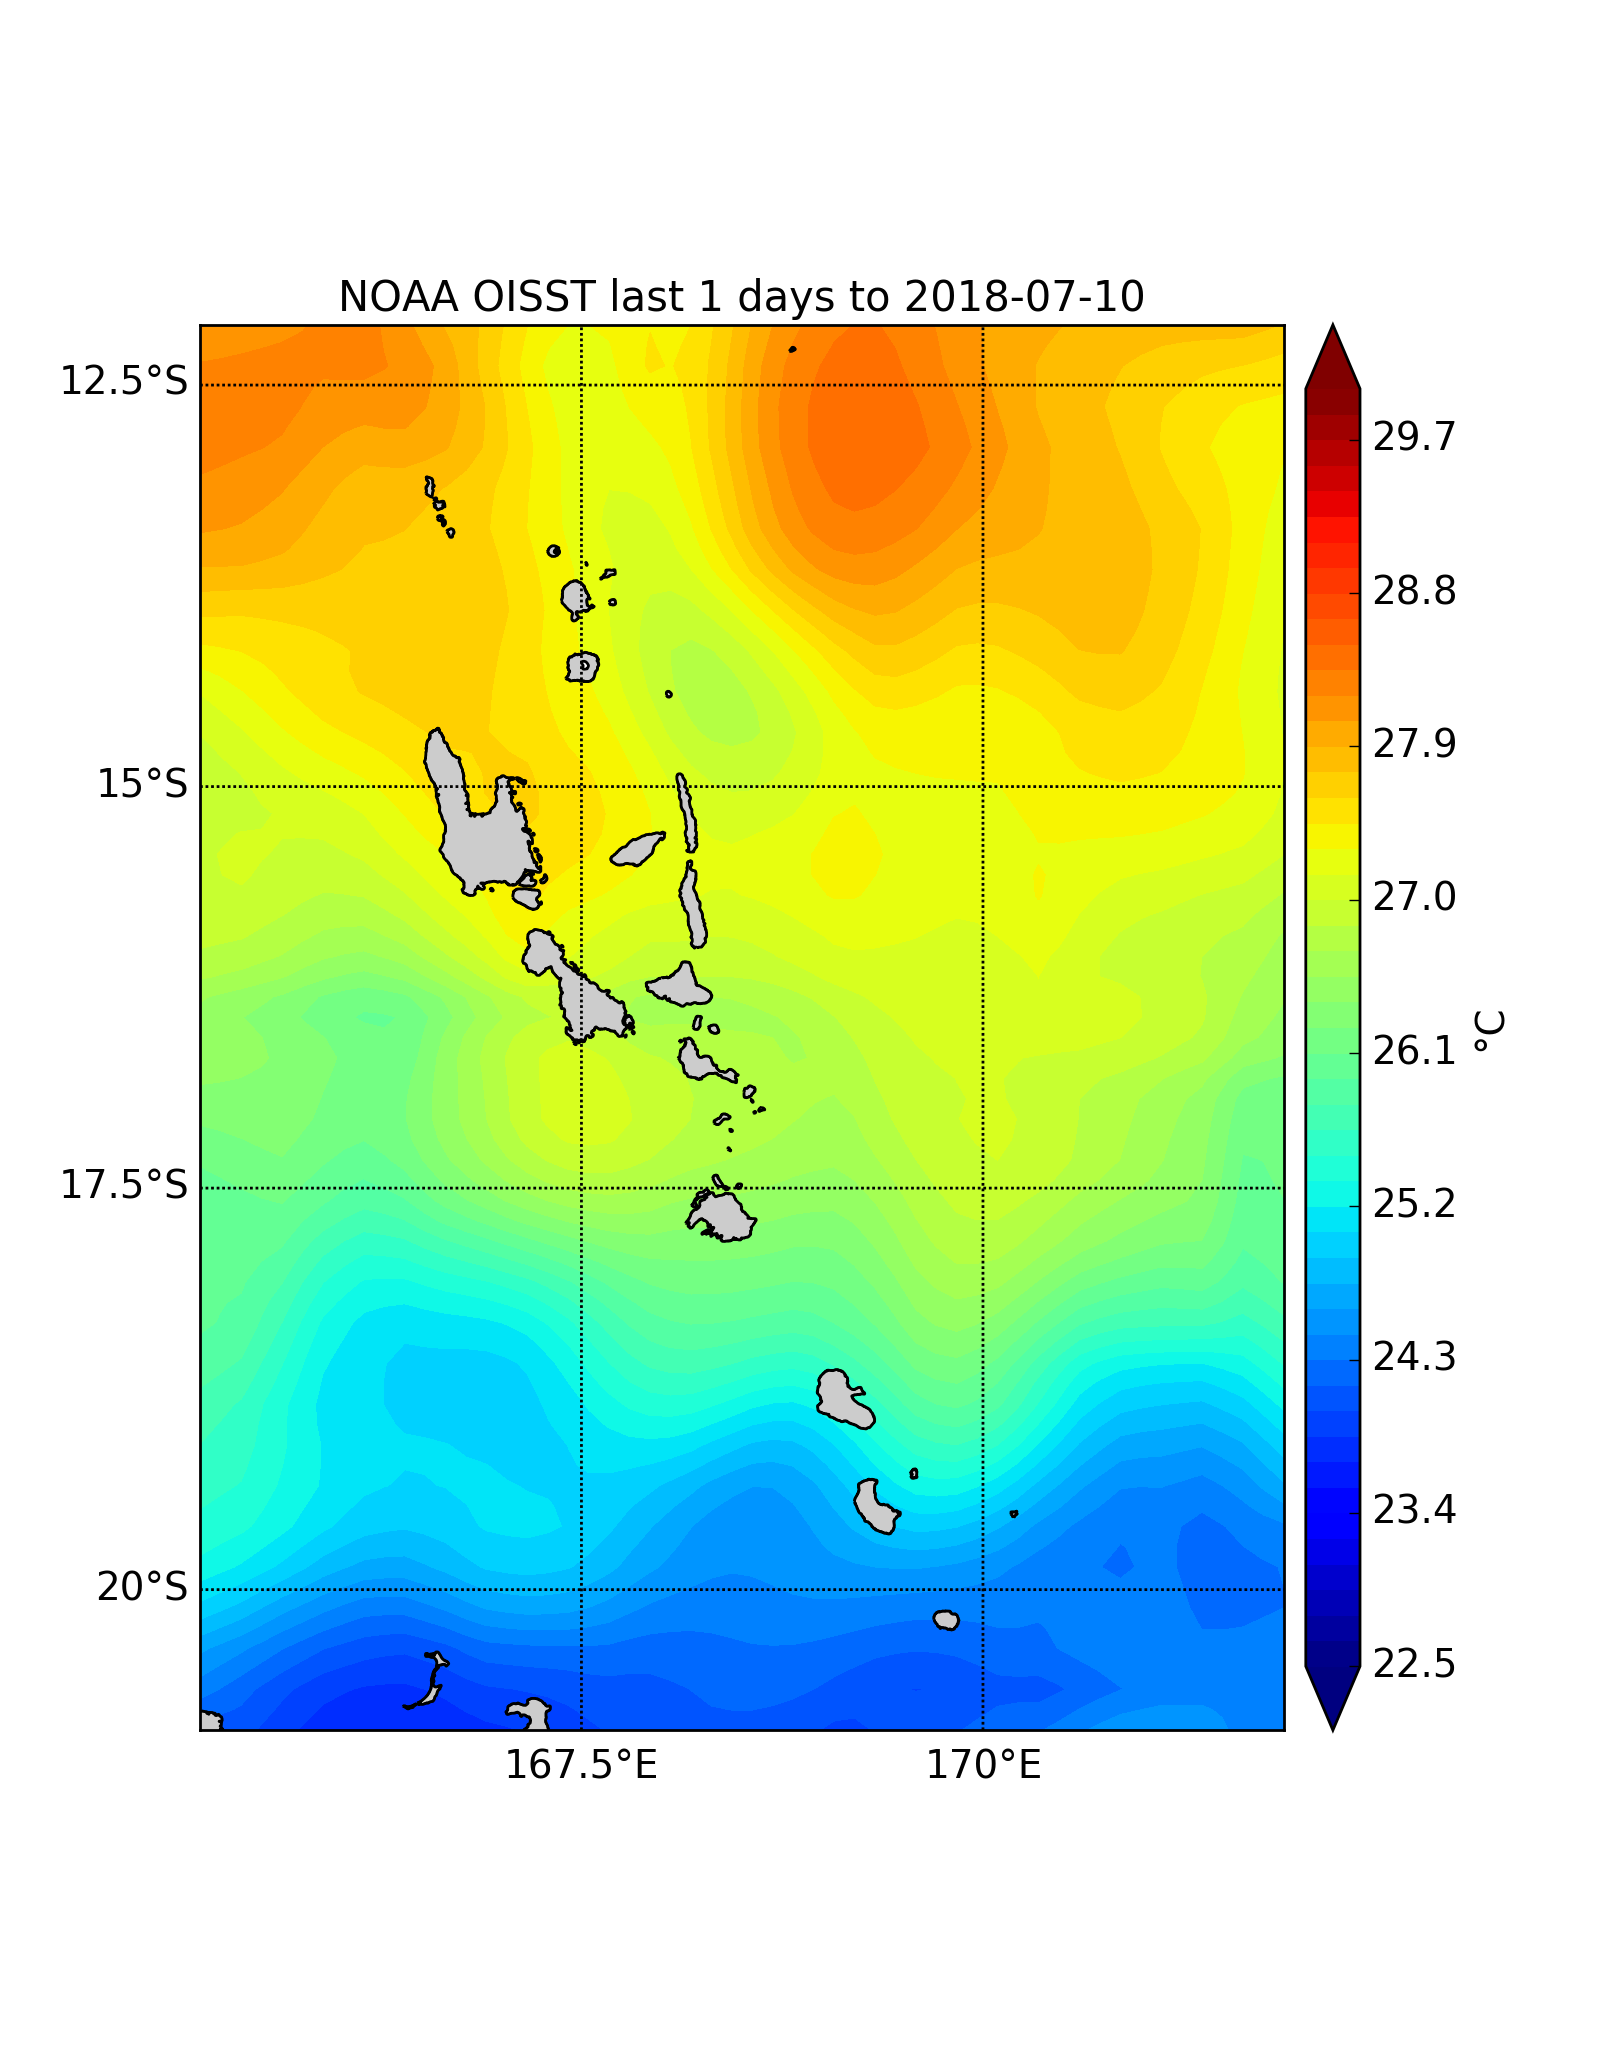 NOAA OISST last 1 days to 2018-07-10
12.5°S
15°S
17.5°S
20°S
167.5°E
170°E
29.7
28.8
27.9
27.0
26.1
25.2
24.3
23.4
22.5
°C